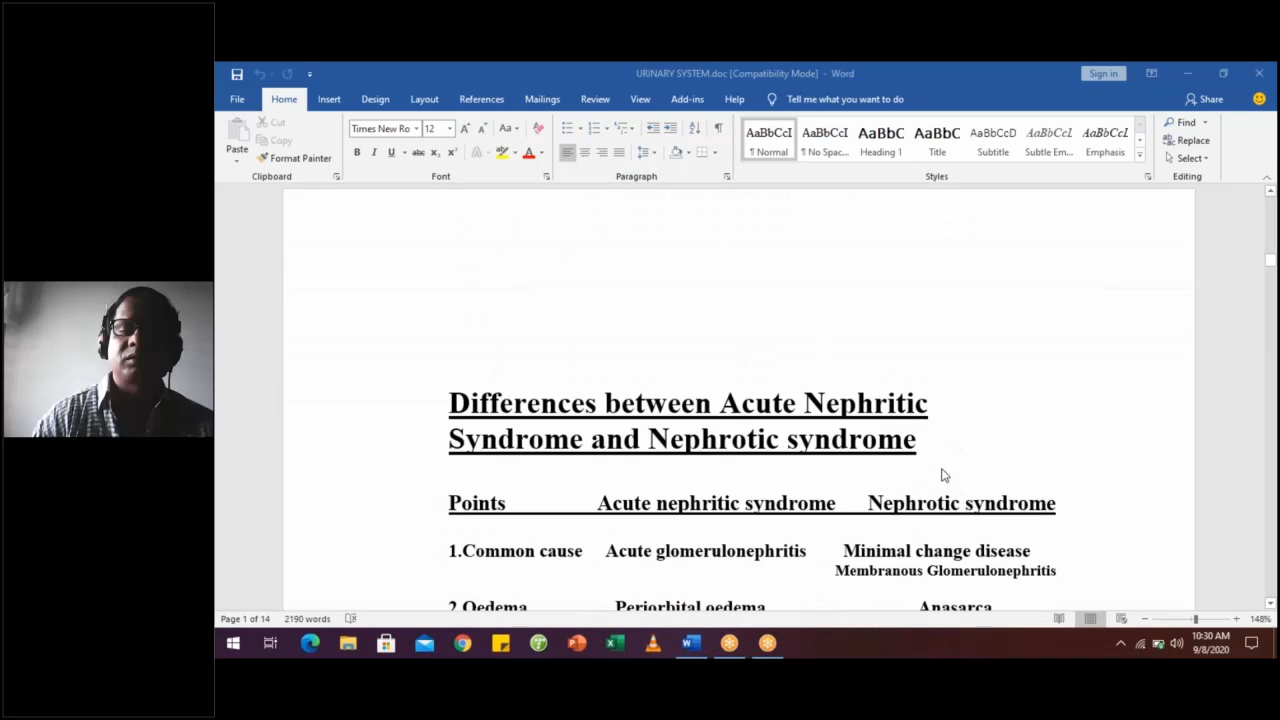 URINARY SYSTEM.doc [Compatibility Mode] - Word
Sign in
File Home Insert Design Layout References Mailings Review View Add-ins Help Tell me what you want to do Share
Paste
Cut
Copy
Format Painter
Clipboard
Times New Ro 12
Font
Paragraph
AaBbCcI AaBbCcI AaBbC AaBbC AaBbCcD AaBbCcI AaBbCcI
¶ Normal ¶ No Spac... Heading 1 Title Subtitle Subtle Em... Emphasis
Styles
Find
Replace
Select
Editing
Differences between Acute Nephritic
Syndrome and Nephrotic syndrome
Points Acute nephritic syndrome Nephrotic syndrome
1.Common cause Acute glomerulonephritis Minimal change disease
Membranous Glomerulonephritis
2.Oedema Periorbital oedema Anasarca
Page 1 of 14 2190 words 148%
10:30 AM
9/8/2020